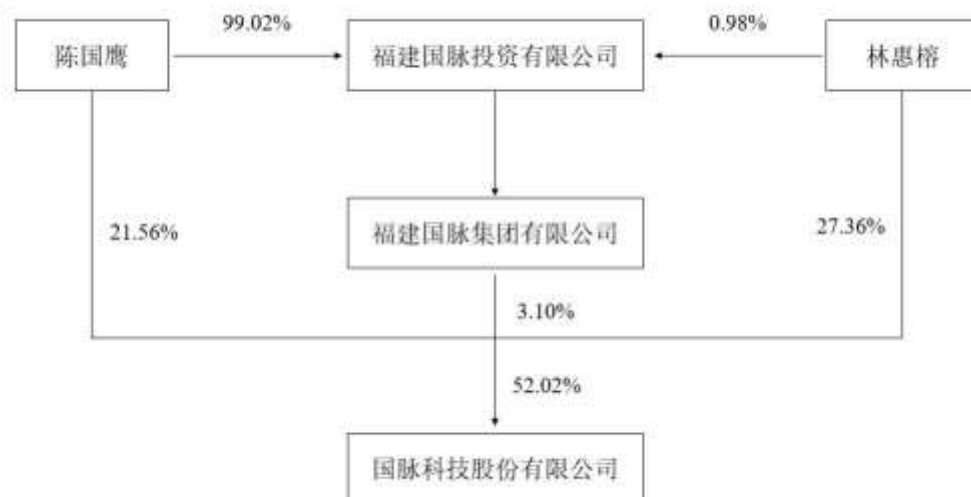 99.02%
0.98%
陈国鹰
福建国脉投资有限公司
林惠榕
21.56%
福建国脉集团有限公司
27.36%
3.10%
52.02%
国脉科技股份有限公司